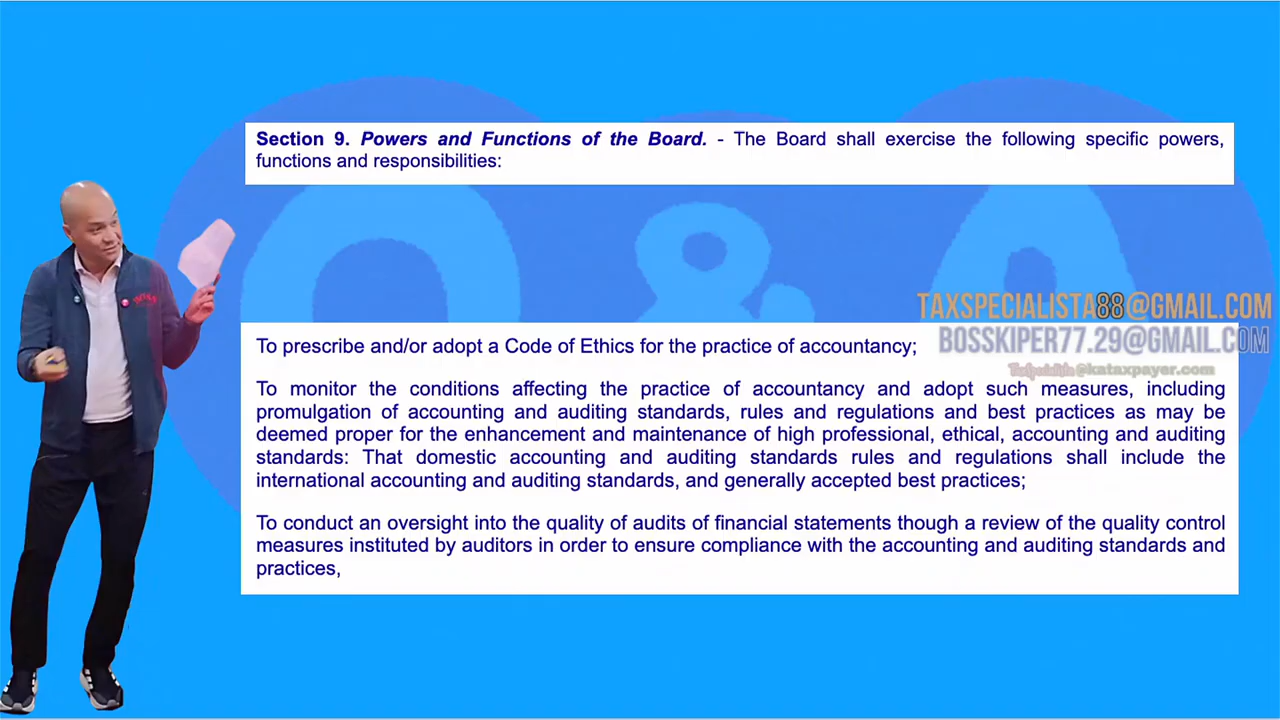 Section 9. Powers and Functions of the Board. - The Board shall exercise the following specific powers,
functions and responsibilities:
Q & A
TAXSPECIALISTA88@GMAIL.COM
BOSSKIPER77.29@GMAIL.COM
@kataxpayer.com
To prescribe and/or adopt a Code of Ethics for the practice of accountancy;
To monitor the conditions affecting the practice of accountancy and adopt such measures, including
promulgation of accounting and auditing standards, rules and regulations and best practices as may be
deemed proper for the enhancement and maintenance of high professional, ethical, accounting and auditing
standards: That domestic accounting and auditing standards rules and regulations shall include the
international accounting and auditing standards, and generally accepted best practices;
To conduct an oversight into the quality of audits of financial statements though a review of the quality control
measures instituted by auditors in order to ensure compliance with the accounting and auditing standards and
practices,